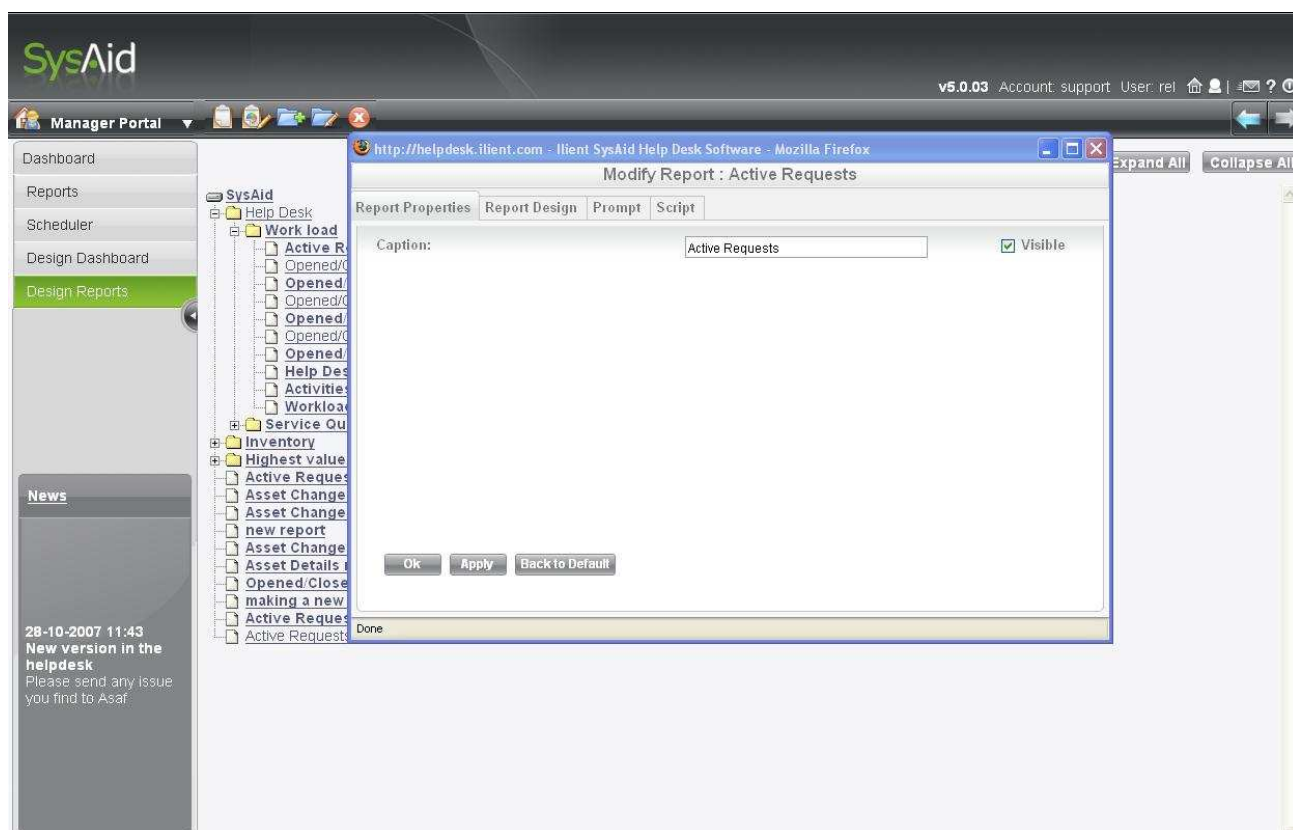 SysAid
v5.0.03 Account: support User: rel
Manager Portal
Dashboard
Reports
Scheduler
Design Dashboard
Design Reports
Expand All
Collapse All
SysAid
Help Desk
Work load
Active R
Opened/C
Opened/
Opened/C
Opened/
Opened/C
Opened/
Help Des
Activities
Workload
Service Qu
Inventory
Highest value
Active Reques
Asset Change
Asset Change
new report
Asset Change
Asset Details r
Opened/Close
making a new
Active Reques
Active Requests
http://helpdesk.ilient.com - Ilient SysAid Help Desk Software - Mozilla Firefox
Modify Report : Active Requests
Report Properties Report Design Prompt Script
Caption: Active Requests Visible
Ok Apply Back to Default
Done
News
28-10-2007 11:43
New version in the
helpdesk
Please send any issue
you find to Asaf